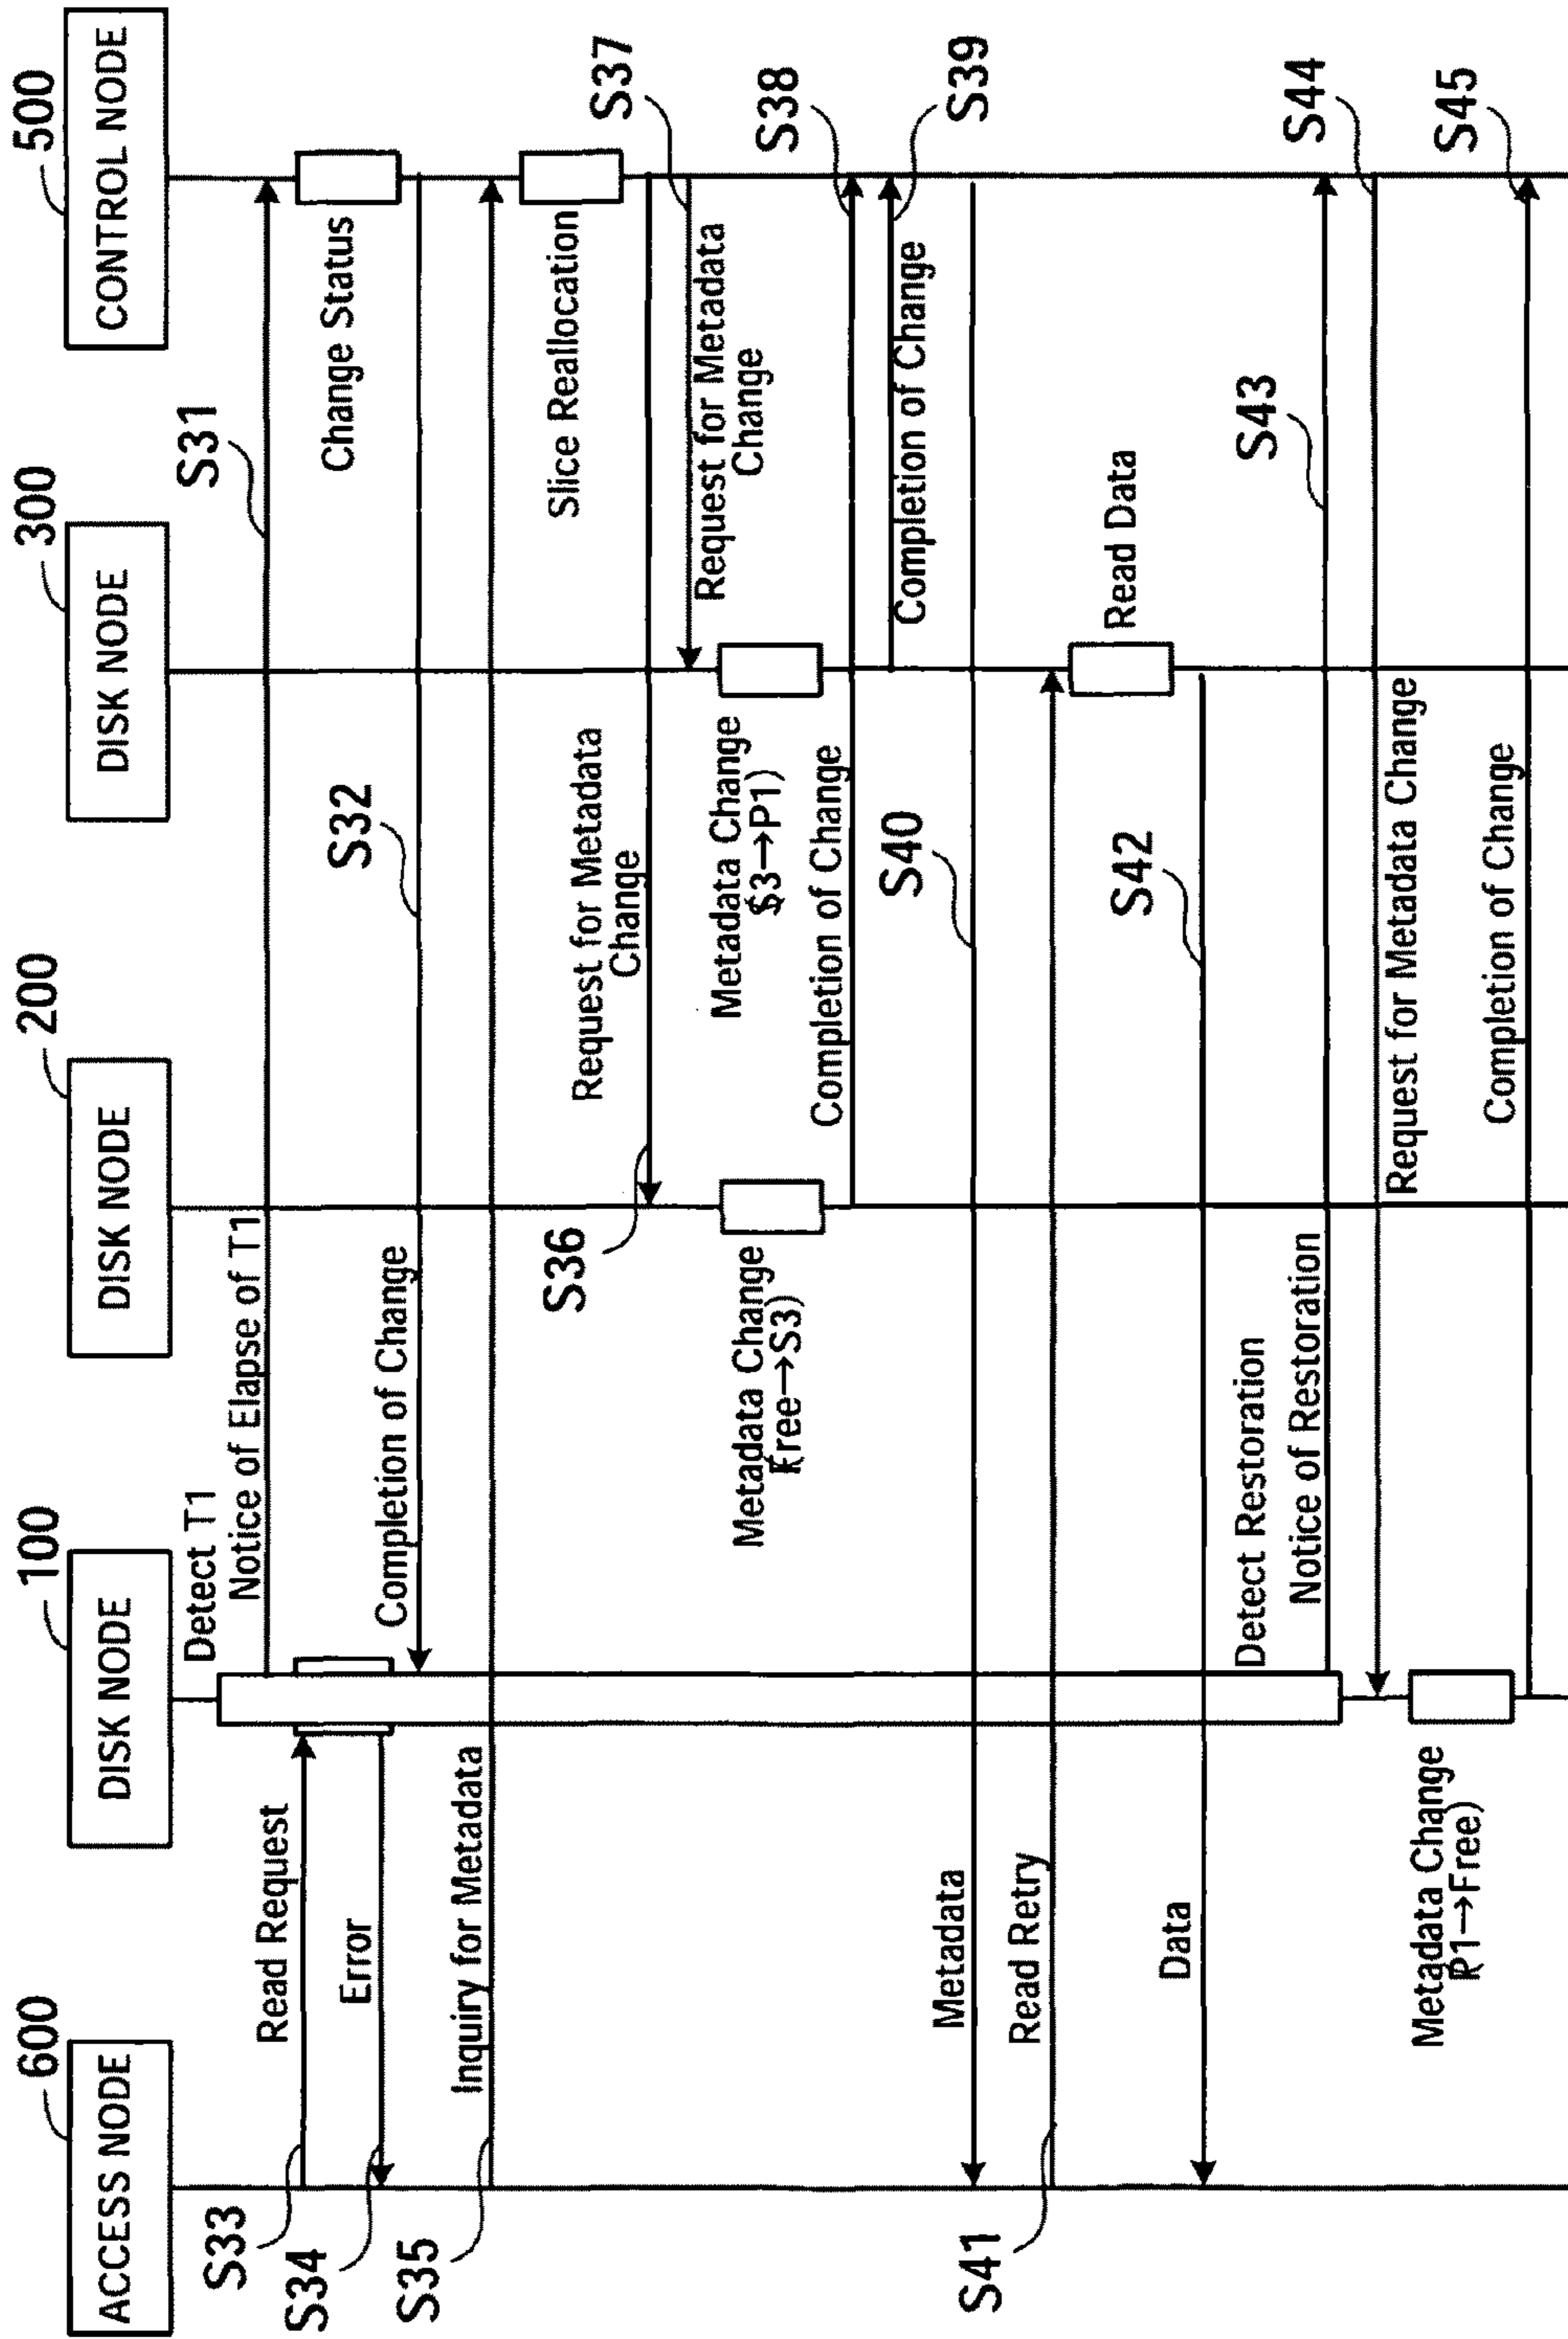 600
ACCESS NODE
100
DISK NODE
200
DISK NODE
300
DISK NODE
500
CONTROL NODE
Detect T1
Notice of Elapse of T1
S31
S33
Read Request
Change Status
S34
Error
Completion of Change
S32
S35
Inquiry for Metadata
Slice Reallocation
S36
Request for Metadata
Change
S37
Request for Metadata
Change
Metadata Change
(Free→S3)
Metadata Change
(S3→P1)
Completion of Change
S38
Completion of Change
S39
Metadata
S40
S41
Read Retry
Read Data
Data
S42
Detect Restoration
Notice of Restoration
S43
S44
Request for Metadata Change
Metadata Change
(P1→Free)
Completion of Change
S45